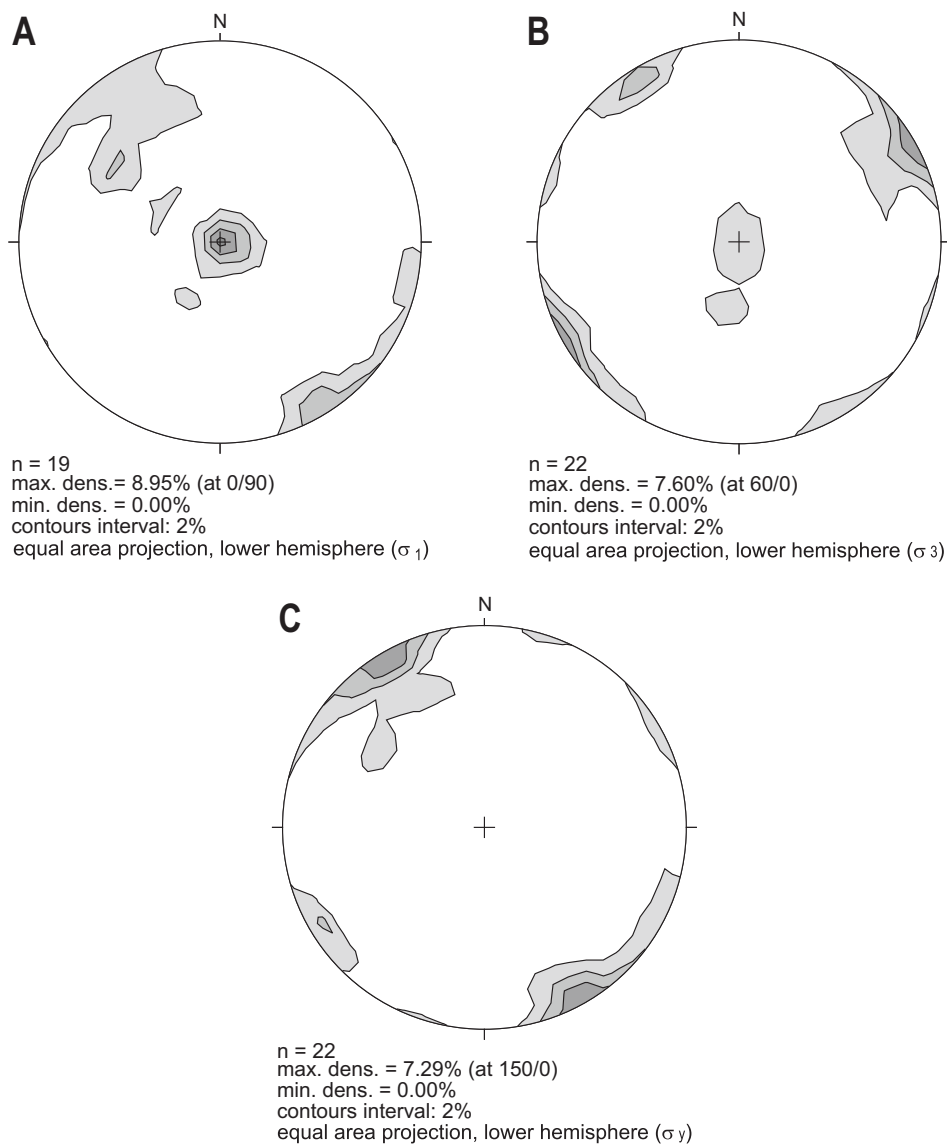 A
N
n = 19
max. dens.= 8.95% (at 0/90)
min. dens. = 0.00%
contours interval: 2%
equal area projection, lower hemisphere (σ 1)
B
N
n = 22
max. dens. = 7.60% (at 60/0)
min. dens. = 0.00%
contours interval: 2%
equal area projection, lower hemisphere (σ 3)
C
N
n = 22
max. dens. = 7.29% (at 150/0)
min. dens. = 0.00%
contours interval: 2%
equal area projection, lower hemisphere (σ y)